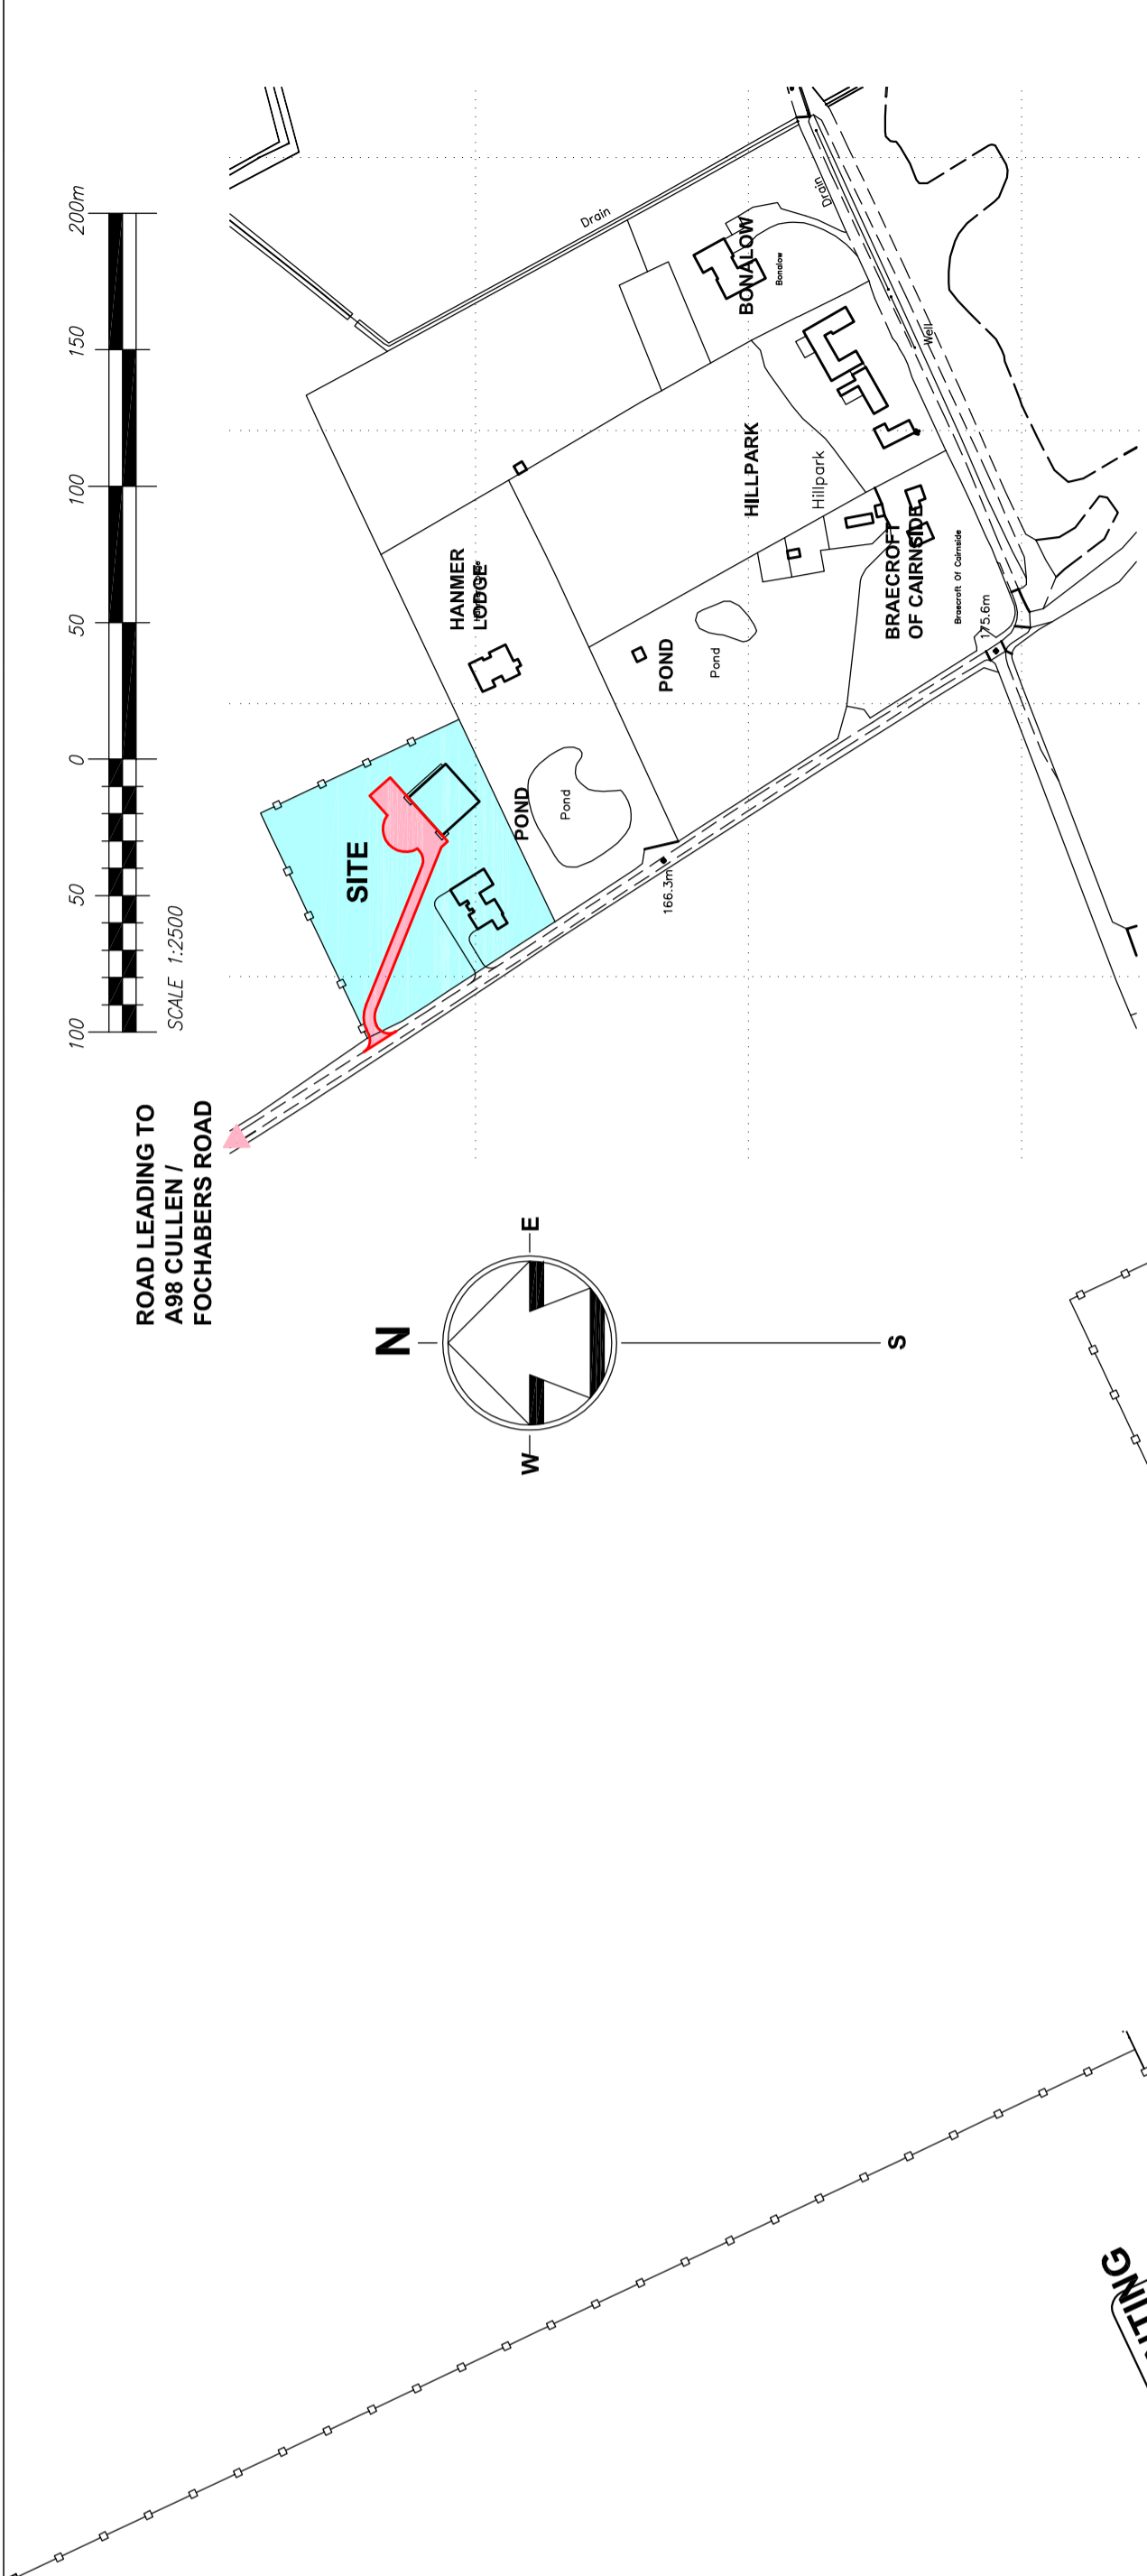 100
50
0
50
100
150
200m
SCALE 1:2500
ROAD LEADING TO
A98 CULLEN /
FOCHABERS ROAD
SITE
HANMER
LODGE
POND
Pond
POND
Pond
166.3m
Drain
BONALOW
Bonalow
Drain
HILLPARK
Hillpark
Well
BRAECROFT
OF CAIRNSIDE
Braecroft Of Cairnside
175.6m
N
E
S
W